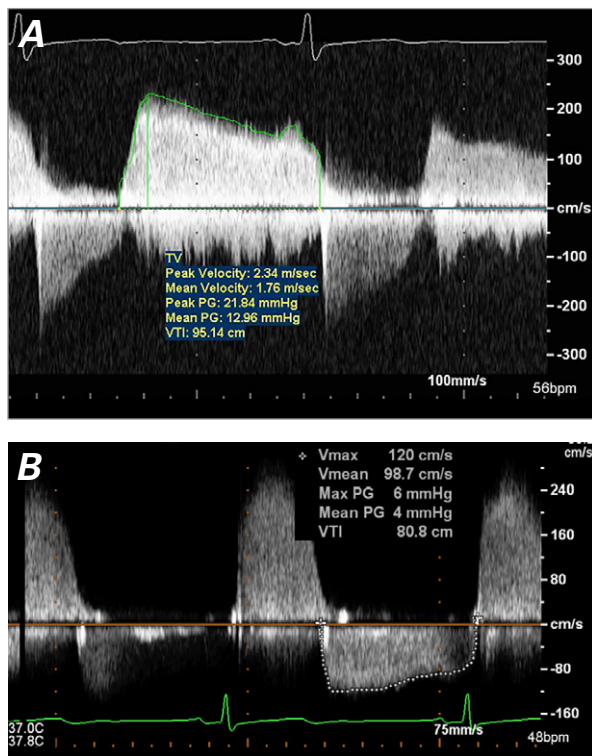 A
300
200
100
cm/s
-100
-200
-300
TV
Peak Velocity: 2.34 m/sec
Mean Velocity: 1.76 m/sec
Peak PG: 21.84 mmHg
Mean PG: 12.96 mmHg
VTI: 95.14 cm
100mm/s
56bpm
B
cm/s
Vmax 120 cm/s
Vmean 98.7 cm/s
Max PG 6 mmHg
Mean PG 4 mmHg
VTI 80.8 cm
240
160
80
cm/s
-80
-160
37.0C
37.8C
75mm/s
48bpm